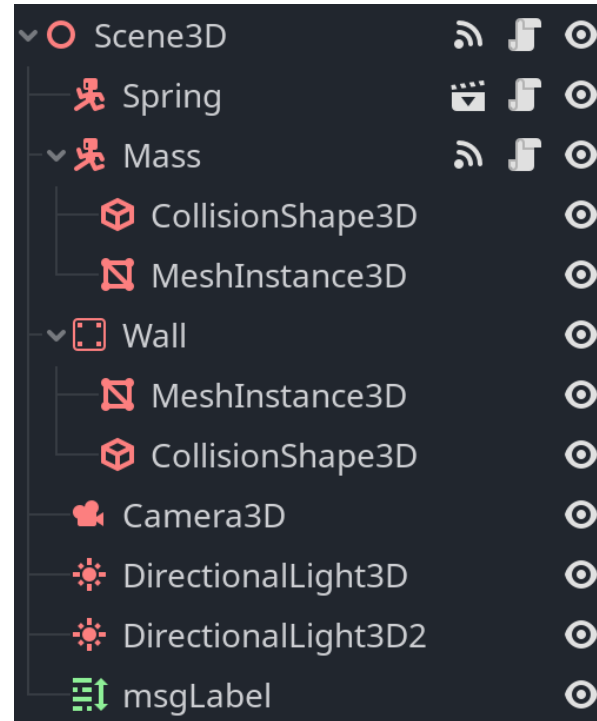 Scene3D
Spring
Mass
CollisionShape3D
MeshInstance3D
Wall
MeshInstance3D
CollisionShape3D
Camera3D
DirectionalLight3D
DirectionalLight3D2
msgLabel